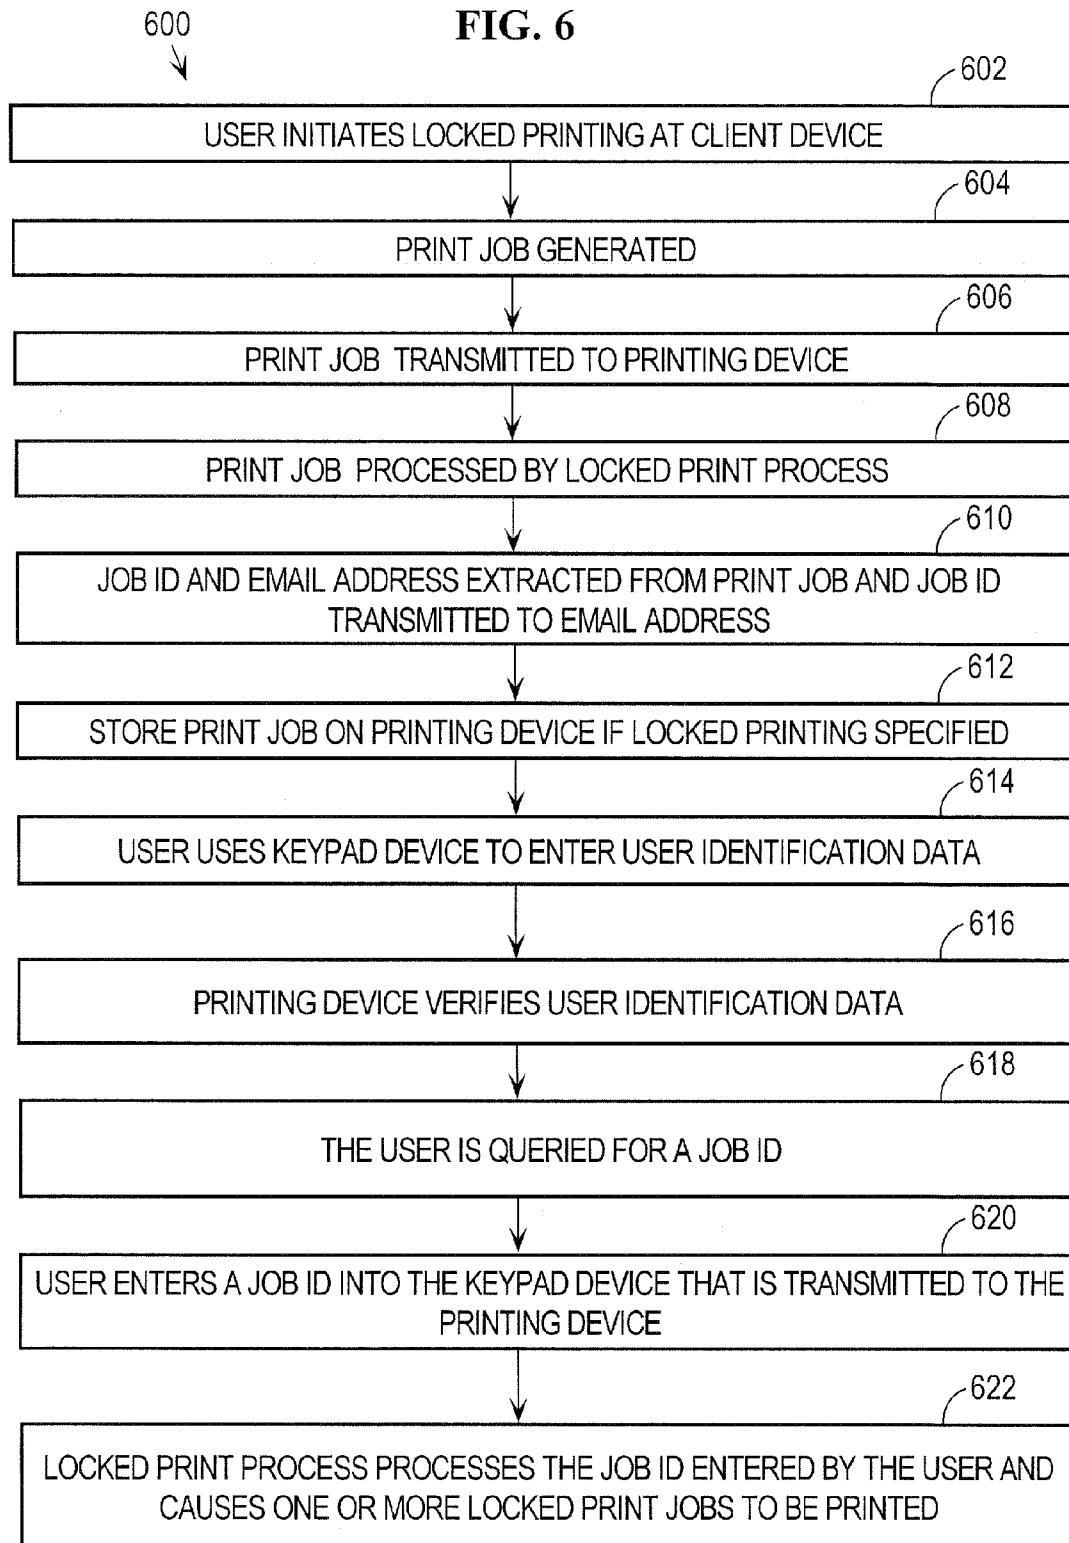 FIG. 6
600
602
USER INITIATES LOCKED PRINTING AT CLIENT DEVICE
604
PRINT JOB GENERATED
606
PRINT JOB TRANSMITTED TO PRINTING DEVICE
608
PRINT JOB PROCESSED BY LOCKED PRINT PROCESS
610
JOB ID AND EMAIL ADDRESS EXTRACTED FROM PRINT JOB AND JOB ID
TRANSMITTED TO EMAIL ADDRESS
612
STORE PRINT JOB ON PRINTING DEVICE IF LOCKED PRINTING SPECIFIED
614
USER USES KEYPAD DEVICE TO ENTER USER IDENTIFICATION DATA
616
PRINTING DEVICE VERIFIES USER IDENTIFICATION DATA
618
THE USER IS QUERIED FOR A JOB ID
620
USER ENTERS A JOB ID INTO THE KEYPAD DEVICE THAT IS TRANSMITTED TO THE
PRINTING DEVICE
622
LOCKED PRINT PROCESS PROCESSES THE JOB ID ENTERED BY THE USER AND
CAUSES ONE OR MORE LOCKED PRINT JOBS TO BE PRINTED